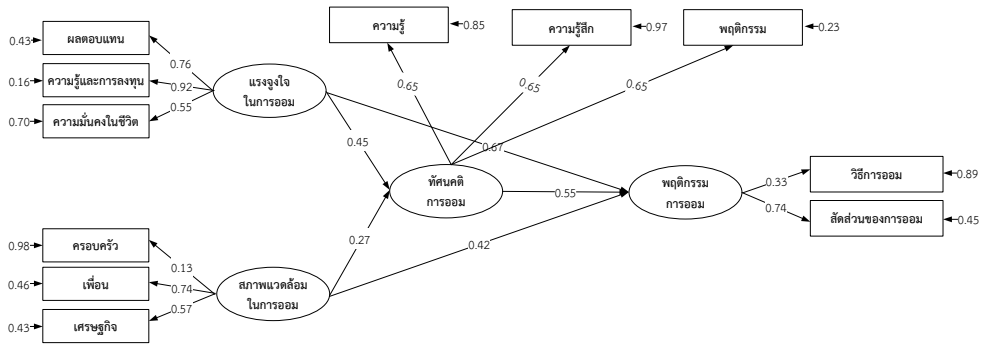 ความรู้
0.85
ความรู้สึก
0.97
พฤติกรรม
0.23
0.43
ผลตอบแทน
0.76
0.16
ความรู้และการลงทุน
0.92
0.70
ความมั่นคงในชีวิต
0.55
แรงจูงใจ
ในการออม
0.65
0.65
0.65
0.45
0.67
ทัศนคติ
การออม
0.55
พฤติกรรม
การออม
0.33
วิธีการออม
0.89
0.74
สัดส่วนของการออม
0.45
0.27
0.42
0.98
ครอบครัว
0.13
0.46
เพื่อน
0.74
0.43
เศรษฐกิจ
0.57
สภาพแวดล้อม
ในการออม